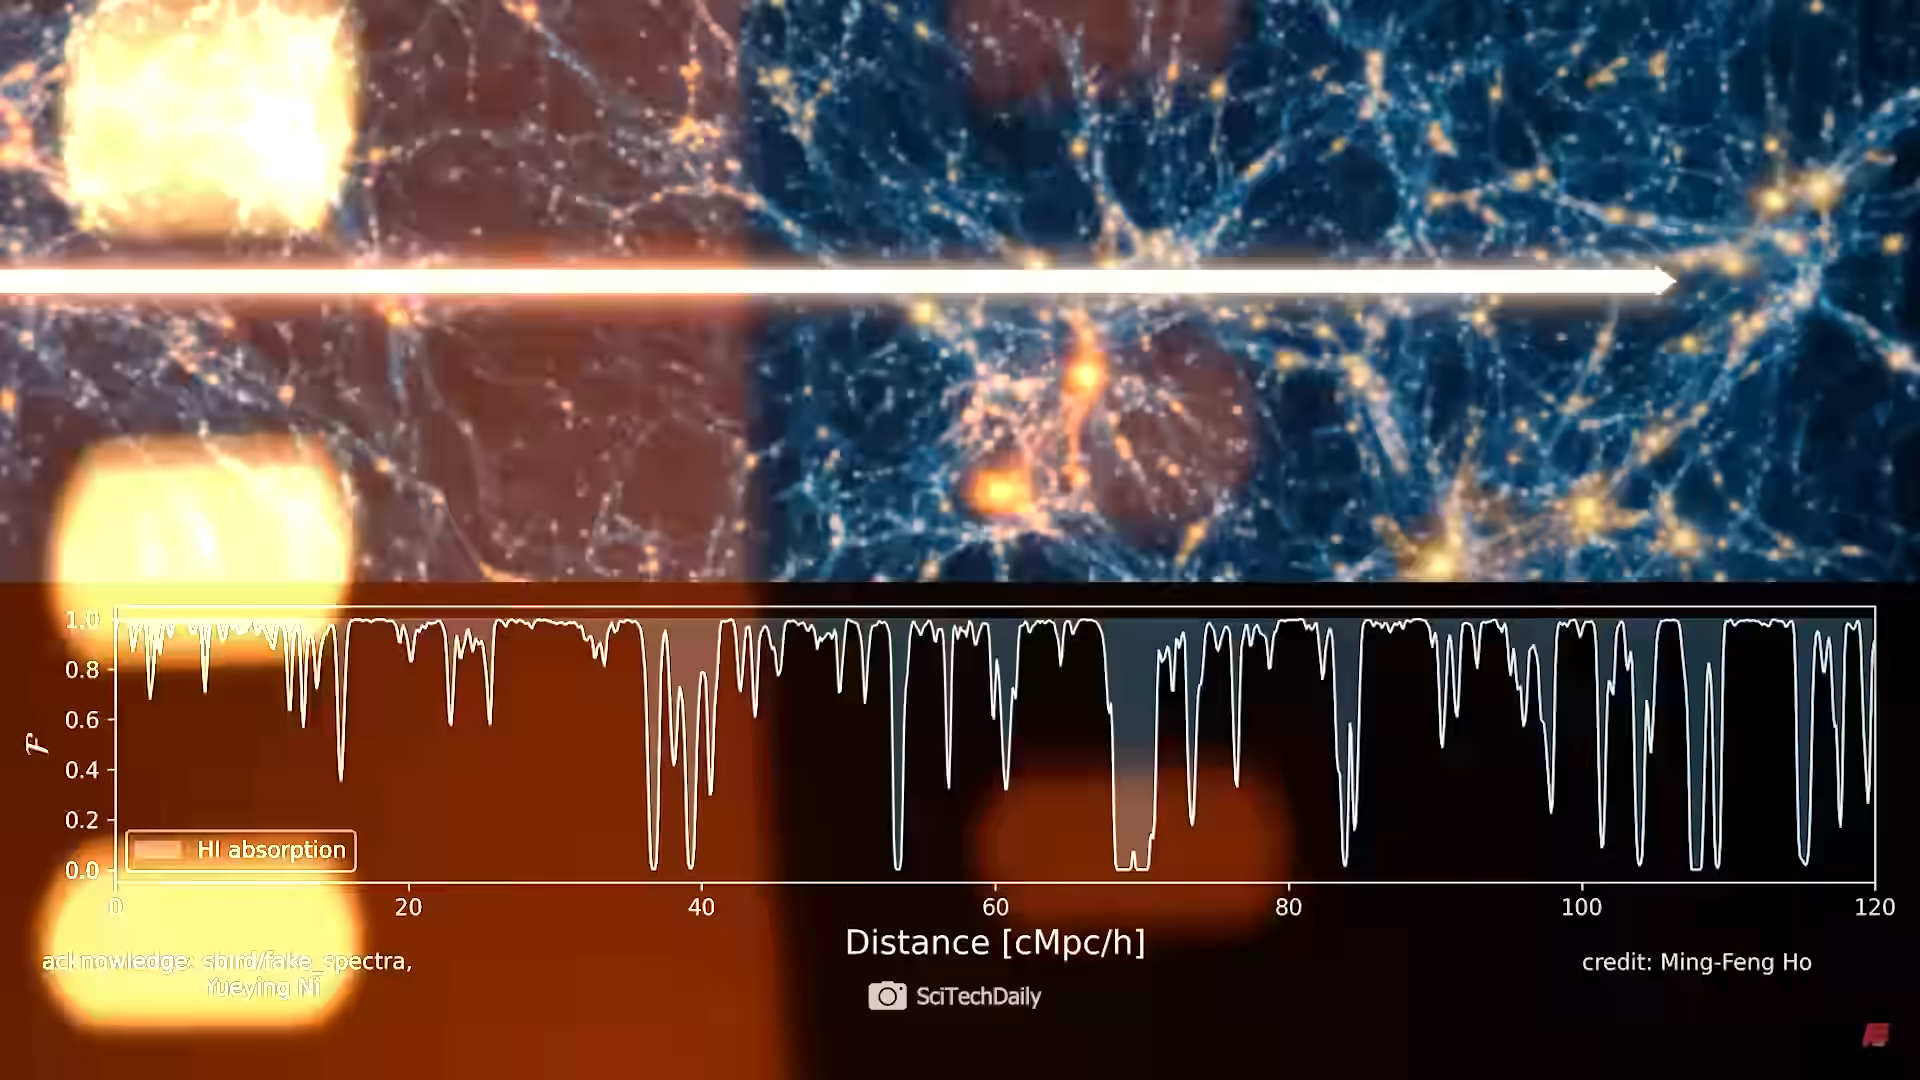 1.0
0.8
0.6
0.4
0.2
0.0
F
HI absorption
0 20 40 60 80 100 120
Distance [cMpc/h]
acknowledge: sbird/fake_spectra,
Yueying Ni
credit: Ming-Feng Ho
SciTechDaily